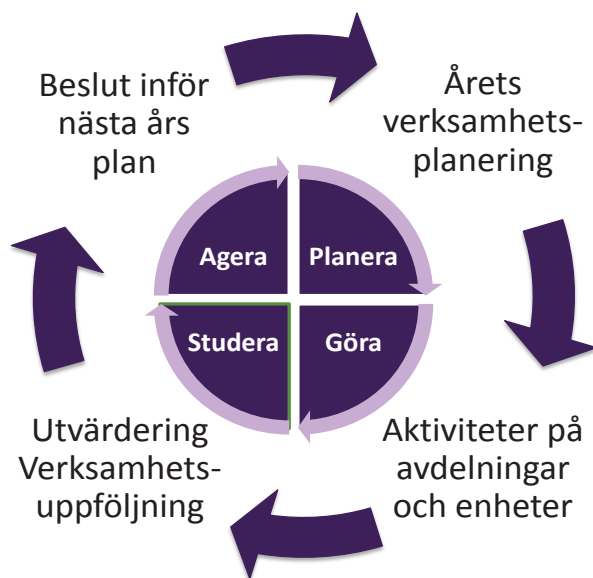 Beslut inför
nästa års
plan
Årets
verksamhets-
planering
Agera
Planera
Studera
Göra
Utvärdering
Verksamhets-
uppföljning
Aktiviteter på
avdelningar
och enheter